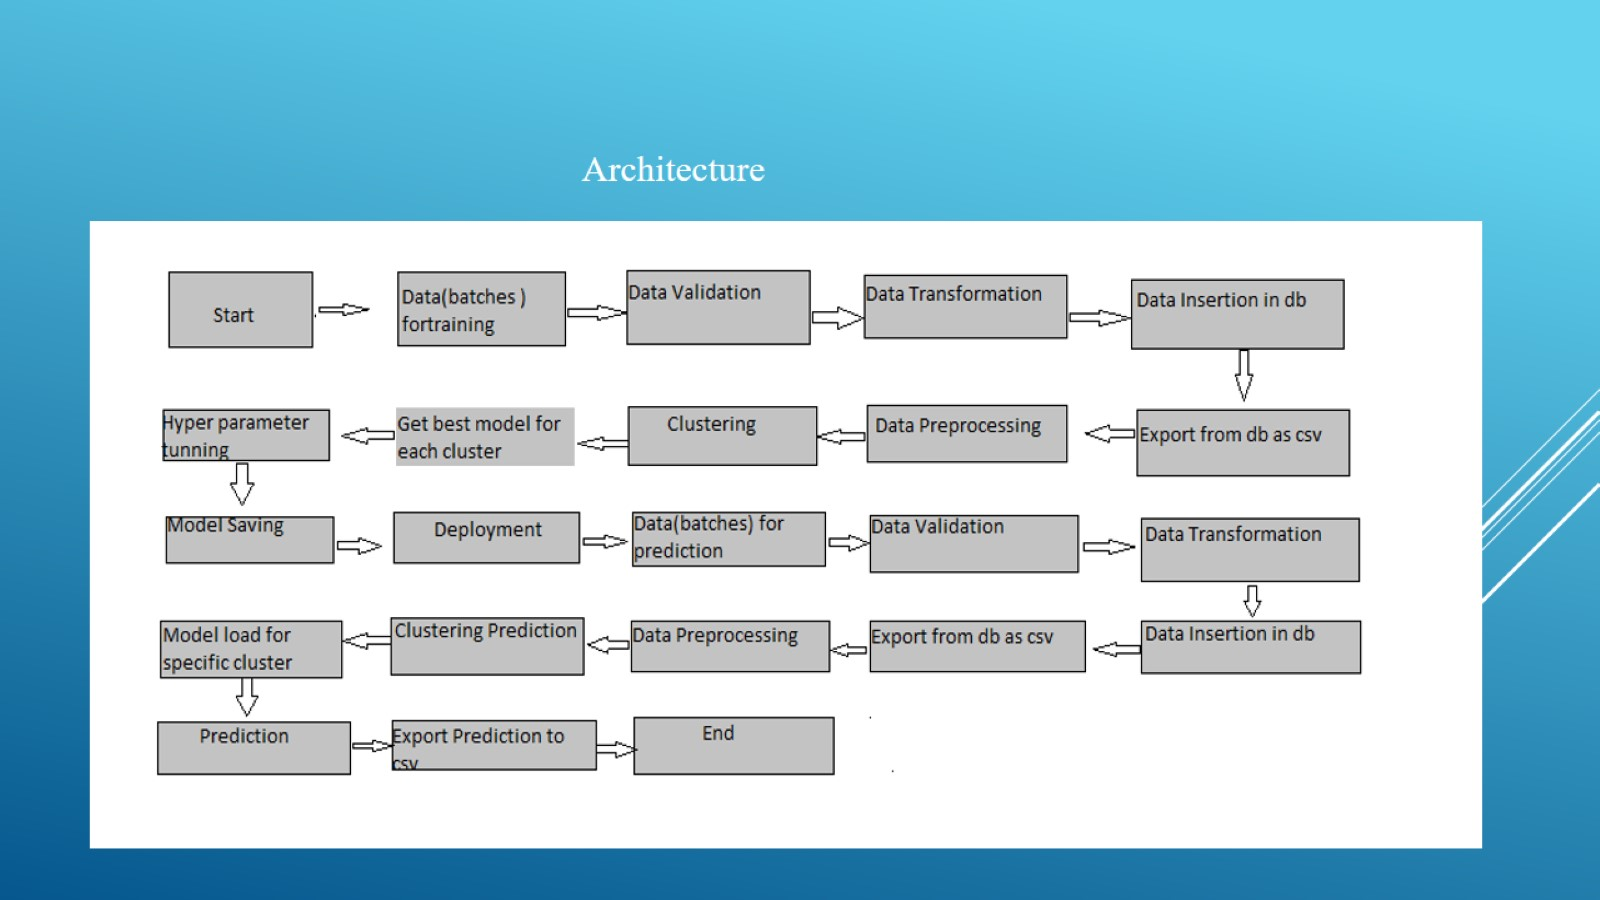 Architecture
Start
Data(batches )
fortraining
Data Validation
Data Transformation
Data Insertion in db
Hyper parameter
tunning
Get best model for
each cluster
Clustering
Data Preprocessing
Export from db as csv
Model Saving
Deployment
Data(batches) for
prediction
Data Validation
Data Transformation
Model load for
specific cluster
Clustering Prediction
Data Preprocessing
Export from db as csv
Data Insertion in db
Prediction
Export Prediction to
csv
End